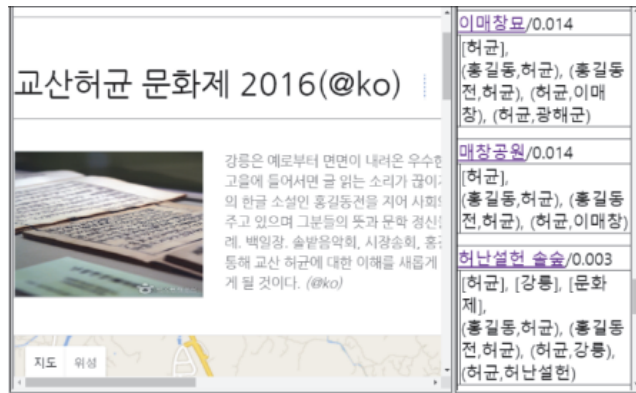 교산허균 문화제 2016(@ko)
강릉은 예로부터 면면이 내려온 우수한
고을에 들어서면 글 읽는 소리가 끊이
의 한글 소설인 홍길동전을 지어 사회
주고 있으며 그분들의 뜻과 문학 정신
례. 백일장. 솔밭음악회, 시장송회, 홍
통해 교산 허균에 대한 이해를 새롭게
게 될 것이다. (@ko)
지도 위성
이매창묘/0.014
[허균],
(홍길동,허균), (홍길동
전,허균), (허균,이매
창), (허균,광해군)
매창공원/0.014
[허균],
(홍길동,허균), (홍길동
전,허균), (허균,이매창)
허난설헌 솔숲/0.003
[허균], [강릉], [문화
제],
(홍길동,허균), (홍길동
전,허균), (허균,강릉),
(허균,허난설헌)